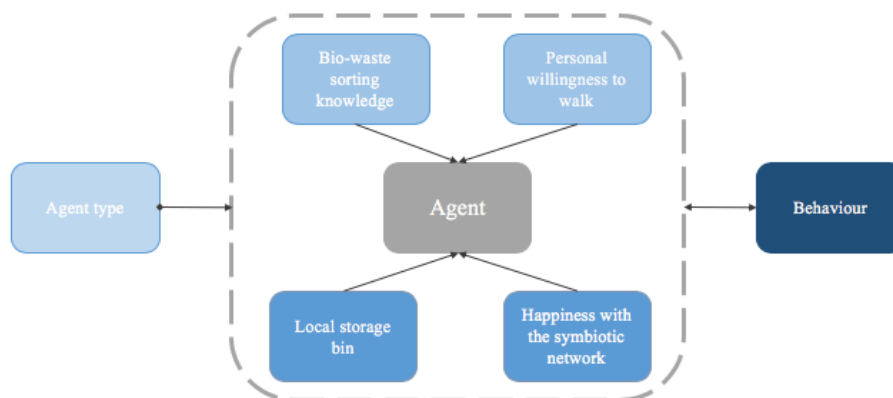 Bio-waste
sorting
knowledge
Personal
willingness to
walk
Agent type
Agent
Behaviour
Local storage
bin
Happiness with
the symbiotic
network